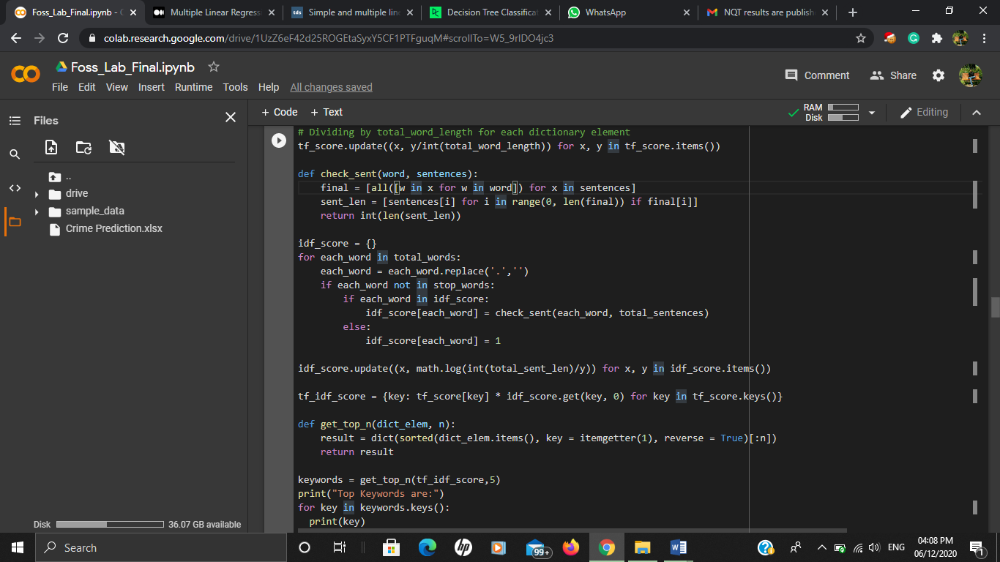 Foss_Lab_Final.ipynb - C
Multiple Linear Regress
tds
Simple and multiple line
Decision Tree Classificat
WhatsApp
NQT results are publish
colab.research.google.com/drive/1UzZ6eF42d25ROGEtaSyxY5CF1PTFguqM#scrollTo=W5_9rIDO4jc3
Foss_Lab_Final.ipynb
Comment
Share
File Edit View Insert Runtime Tools Help All changes saved
Files
+ Code + Text
RAM
Disk
Editing
..
drive
sample_data
Crime Prediction.xlsx
Disk
36.07 GB available
# Dividing by total_word_length for each dictionary element
tf_score.update((x, y/int(total_word_length)) for x, y in tf_score.items())
def check_sent(word, sentences):
    final = [all([w in x for w in word]) for x in sentences]
    sent_len = [sentences[i] for i in range(0, len(final)) if final[i]]
    return int(len(sent_len))
idf_score = {}
for each_word in total_words:
    each_word = each_word.replace('.','')
    if each_word not in stop_words:
        if each_word in idf_score:
            idf_score[each_word] = check_sent(each_word, total_sentences)
        else:
            idf_score[each_word] = 1
idf_score.update((x, math.log(int(total_sent_len)/y)) for x, y in idf_score.items())
tf_idf_score = {key: tf_score[key] * idf_score.get(key, 0) for key in tf_score.keys()}
def get_top_n(dict_elem, n):
    result = dict(sorted(dict_elem.items(), key = itemgetter(1), reverse = True)[:n])
    return result
keywords = get_top_n(tf_idf_score,5)
print("Top Keywords are:")
for key in keywords.keys():
  print(key)
Search
hp
99+
ENG
04:08 PM
06/12/2020
1